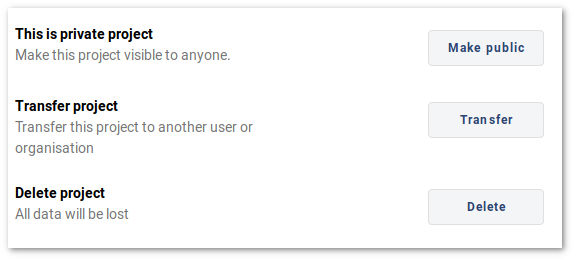 This is private project
Make this project visible to anyone.
Make public
Transfer project
Transfer this project to another user or
organisation
Transfer
Delete project
All data will be lost
Delete